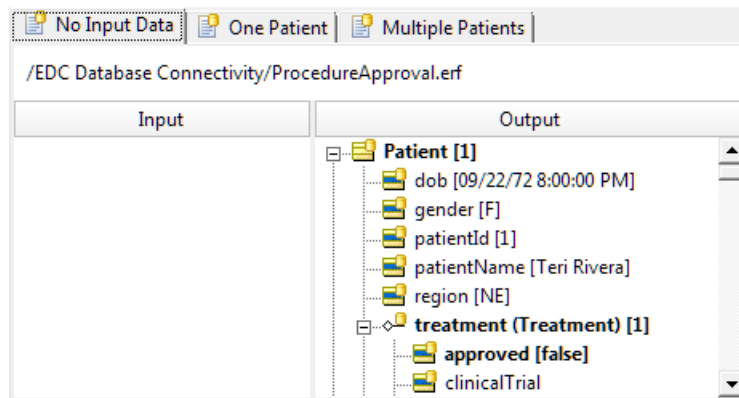 No Input Data One Patient Multiple Patients
/EDC Database Connectivity/ProcedureApproval.erf
Input Output
Patient [1]
dob [09/22/72 8:00:00 PM]
gender [F]
patientId [1]
patientName [Teri Rivera]
region [NE]
treatment (Treatment) [1]
approved [false]
clinicalTrial